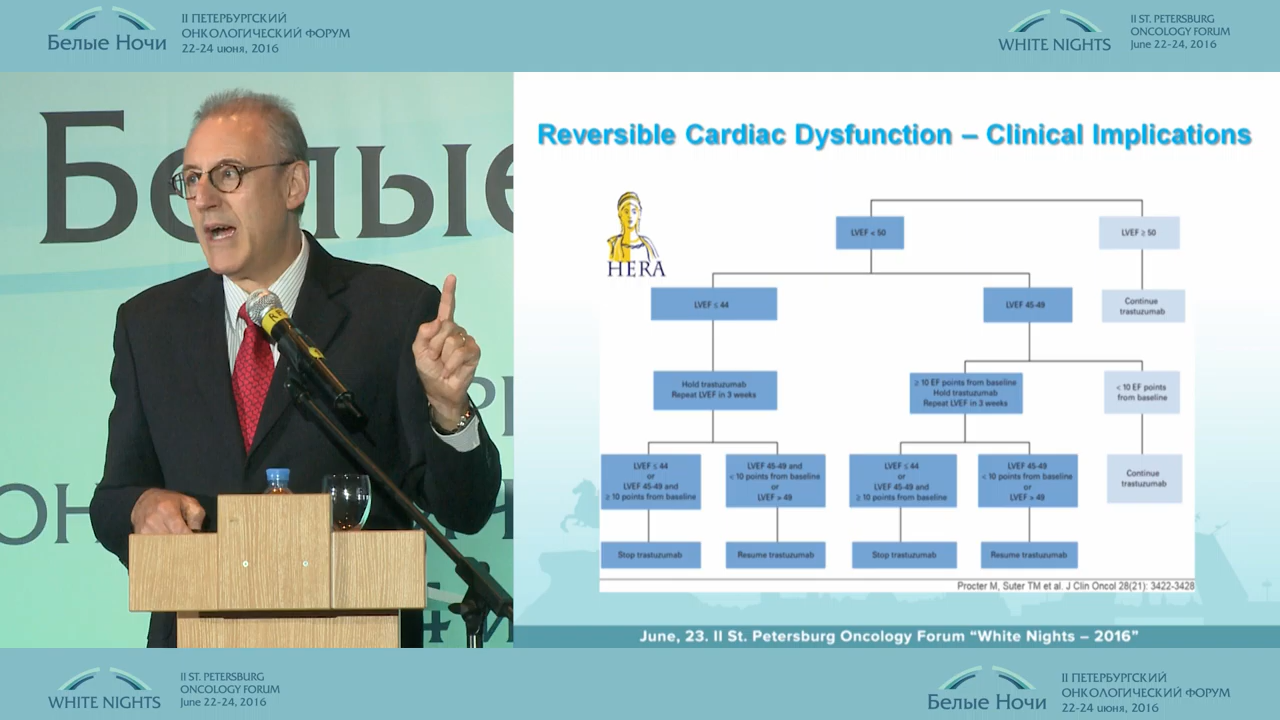 II ПЕТЕРБУРГСКИЙ
ОНКОЛОГИЧЕСКИЙ ФОРУМ
22-24 июня, 2016
Белые Ночи
II ST. PETERSBURG
ONCOLOGY FORUM
June 22-24, 2016
WHITE NIGHTS
Белые
Reversible Cardiac Dysfunction – Clinical Implications
HERA
LVEF < 50
LVEF ≥ 50
LVEF ≤ 44
LVEF 45-49
Continue
trastuzumab
Hold trastuzumab
Repeat LVEF in 3 weeks
≥ 10 EF points from baseline
Hold trastuzumab
Repeat LVEF in 3 weeks
< 10 EF points
from baseline
LVEF ≤ 44
or
LVEF 45-49 and
≥ 10 points from baseline
LVEF 45-49 and
< 10 points from baseline
or
LVEF > 49
LVEF ≤ 44
or
LVEF 45-49 and
≥ 10 points from baseline
LVEF 45-49
< 10 points from baseline
or
LVEF > 49
Continue
trastuzumab
Stop trastuzumab
Resume trastuzumab
Stop trastuzumab
Resume trastuzumab
Procter M, Suter TM et al. J Clin Oncol 28(21): 3422-3428
June, 23. II St. Petersburg Oncology Forum “White Nights – 2016”
WHITE NIGHTS
II ST. PETERSBURG
ONCOLOGY FORUM
June 22-24, 2016
Белые Ночи
II ПЕТЕРБУРГСКИЙ
ОНКОЛОГИЧЕСКИЙ ФОРУМ
22-24 июня, 2016